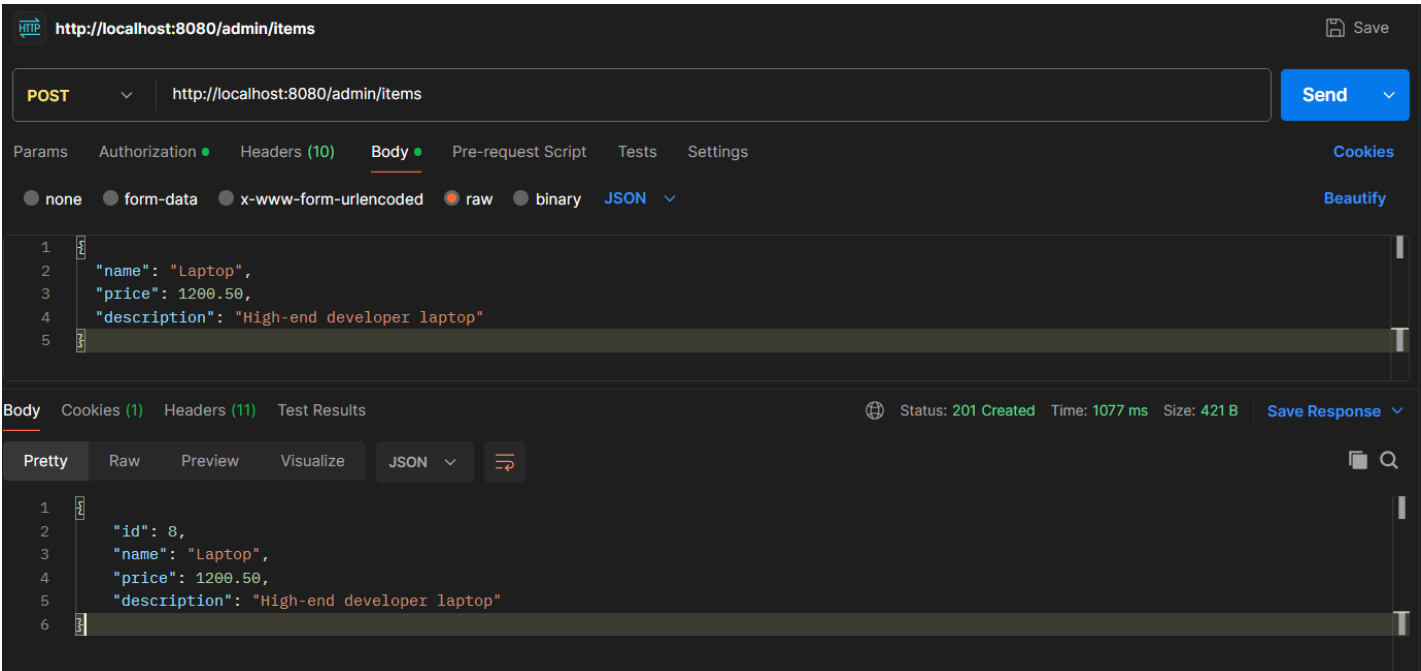 HTTP http://localhost:8080/admin/items Save
POST http://localhost:8080/admin/items Send
Params Authorization Headers (10) Body Pre-request Script Tests Settings Cookies
none form-data x-www-form-urlencoded raw binary JSON Beautify
1 {
2 "name": "Laptop",
3 "price": 1200.50,
4 "description": "High-end developer laptop"
5 }
Body Cookies (1) Headers (11) Test Results Status: 201 Created Time: 1077 ms Size: 421 B Save Response
Pretty Raw Preview Visualize JSON
1 {
2 "id": 8,
3 "name": "Laptop",
4 "price": 1200.50,
5 "description": "High-end developer laptop"
6 }